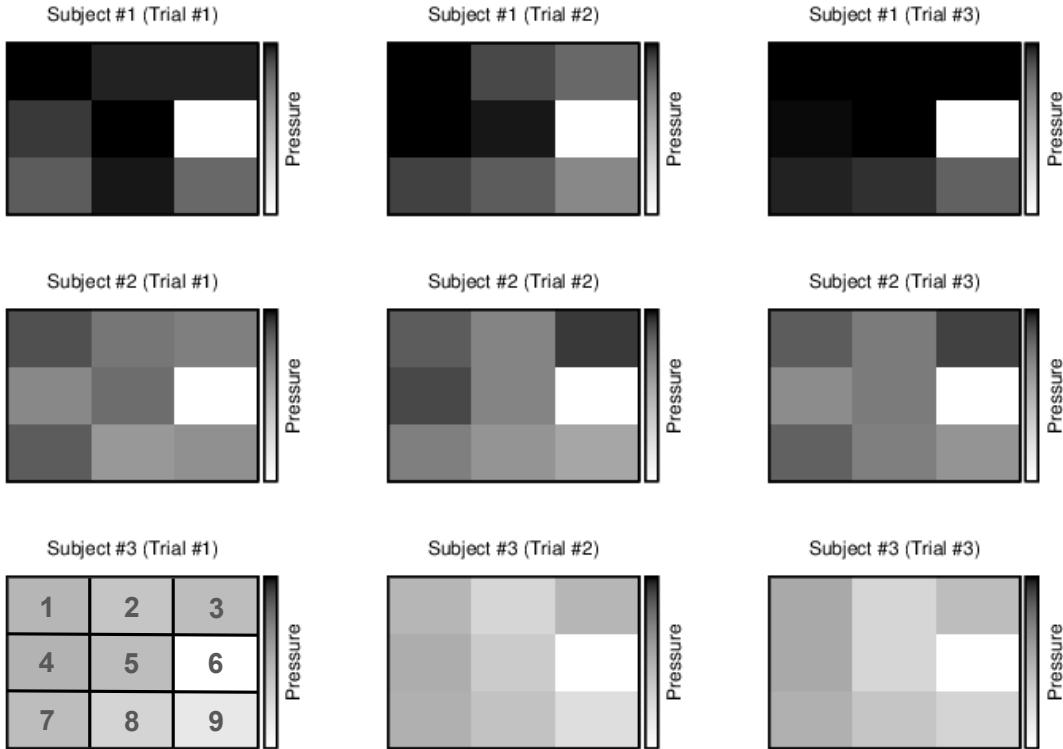 Subject #1 (Trial #1)
Subject #1 (Trial #2)
Subject #1 (Trial #3)
Pressure
Pressure
Pressure
Subject #2 (Trial #1)
Subject #2 (Trial #2)
Subject #2 (Trial #3)
Pressure
Pressure
Pressure
Subject #3 (Trial #1)
Subject #3 (Trial #2)
Subject #3 (Trial #3)
1 2 3
4 5 6
7 8 9
Pressure
Pressure
Pressure